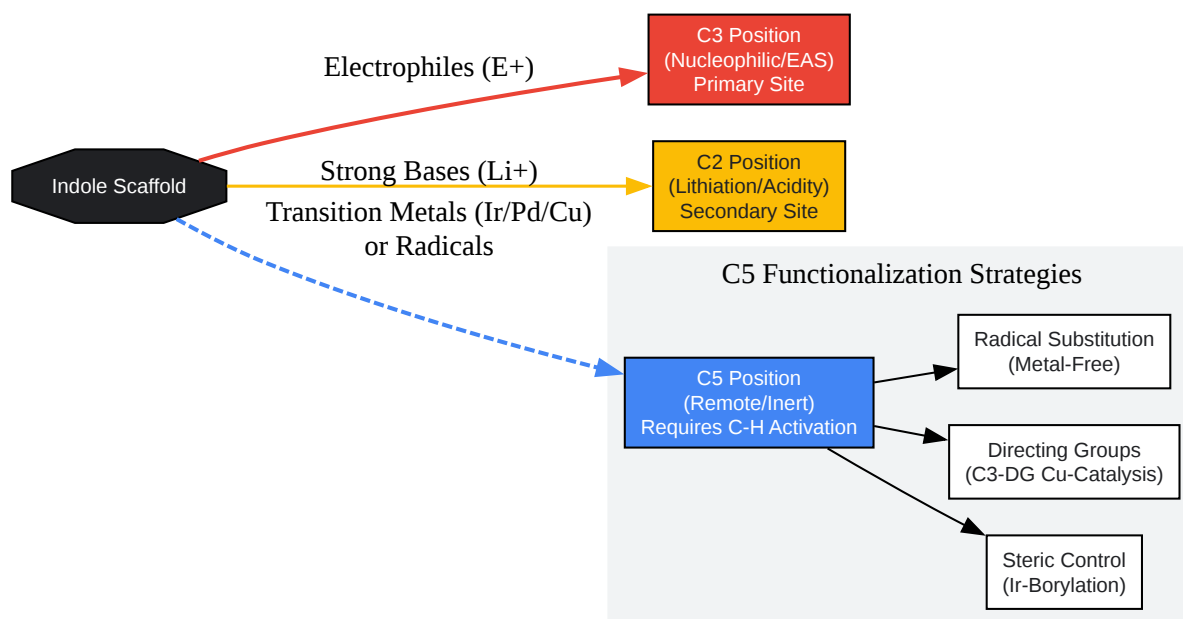 C3 Position
(Nucleophilic/EAS)
Primary Site
Electrophiles (E+)
Indole Scaffold
Strong Bases (Li+)
C2 Position
(Lithiation/Acidity)
Secondary Site
Transition Metals (Ir/Pd/Cu)
or Radicals
C5 Functionalization Strategies
C5 Position
(Remote/Inert)
Requires C-H Activation
Radical Substitution
(Metal-Free)
Directing Groups
(C3-DG Cu-Catalysis)
Steric Control
(Ir-Borylation)